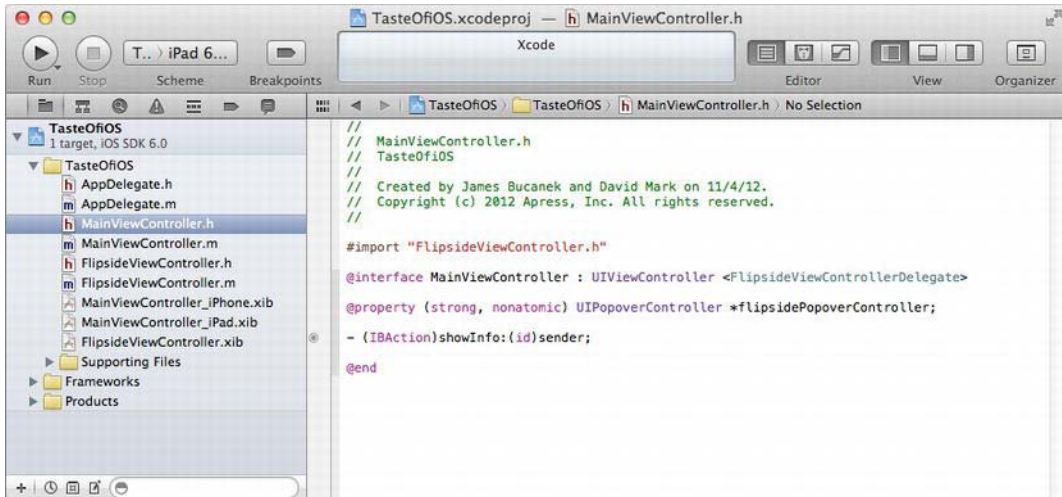 TasteOfiOS.xcodeproj — h MainViewController.h
T.. › iPad 6...
Xcode
Run Stop Scheme Breakpoints Editor View Organizer
TasteOfiOS › TasteOfiOS › h MainViewController.h › No Selection
TasteOfiOS
1 target, iOS SDK 6.0
TasteOfiOS
h AppDelegate.h
m AppDelegate.m
h MainViewController.h
m MainViewController.m
h FlipsideViewController.h
m FlipsideViewController.m
MainViewController_iPhone.xib
MainViewController_iPad.xib
FlipsideViewController.xib
Supporting Files
Frameworks
Products
//
//  MainViewController.h
//  TasteOfiOS
//
//  Created by James Bucanek and David Mark on 11/4/12.
//  Copyright (c) 2012 Apress, Inc. All rights reserved.
//
#import "FlipsideViewController.h"
@interface MainViewController : UIViewController <FlipsideViewControllerDelegate>
@property (strong, nonatomic) UIPopoverController *flipsidePopoverController;
- (IBAction)showInfo:(id)sender;
@end